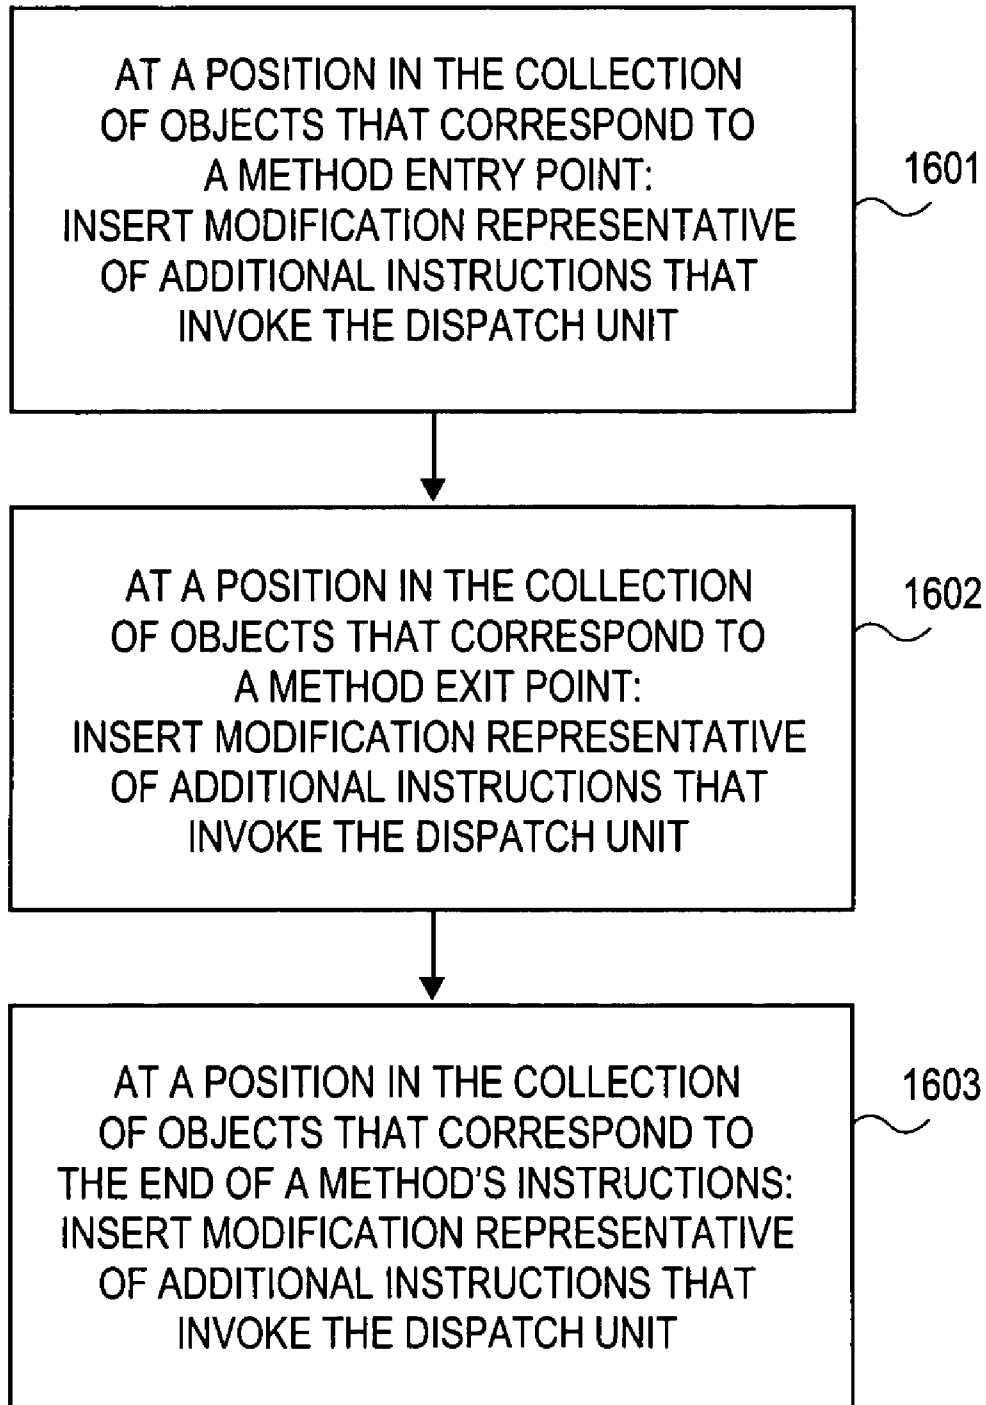 AT A POSITION IN THE COLLECTION
OF OBJECTS THAT CORRESPOND TO
A METHOD ENTRY POINT:
INSERT MODIFICATION REPRESENTATIVE
OF ADDITIONAL INSTRUCTIONS THAT
INVOKE THE DISPATCH UNIT
1601
AT A POSITION IN THE COLLECTION
OF OBJECTS THAT CORRESPOND TO
A METHOD EXIT POINT:
INSERT MODIFICATION REPRESENTATIVE
OF ADDITIONAL INSTRUCTIONS THAT
INVOKE THE DISPATCH UNIT
1602
AT A POSITION IN THE COLLECTION
OF OBJECTS THAT CORRESPOND TO
THE END OF A METHOD'S INSTRUCTIONS:
INSERT MODIFICATION REPRESENTATIVE
OF ADDITIONAL INSTRUCTIONS THAT
INVOKE THE DISPATCH UNIT
1603